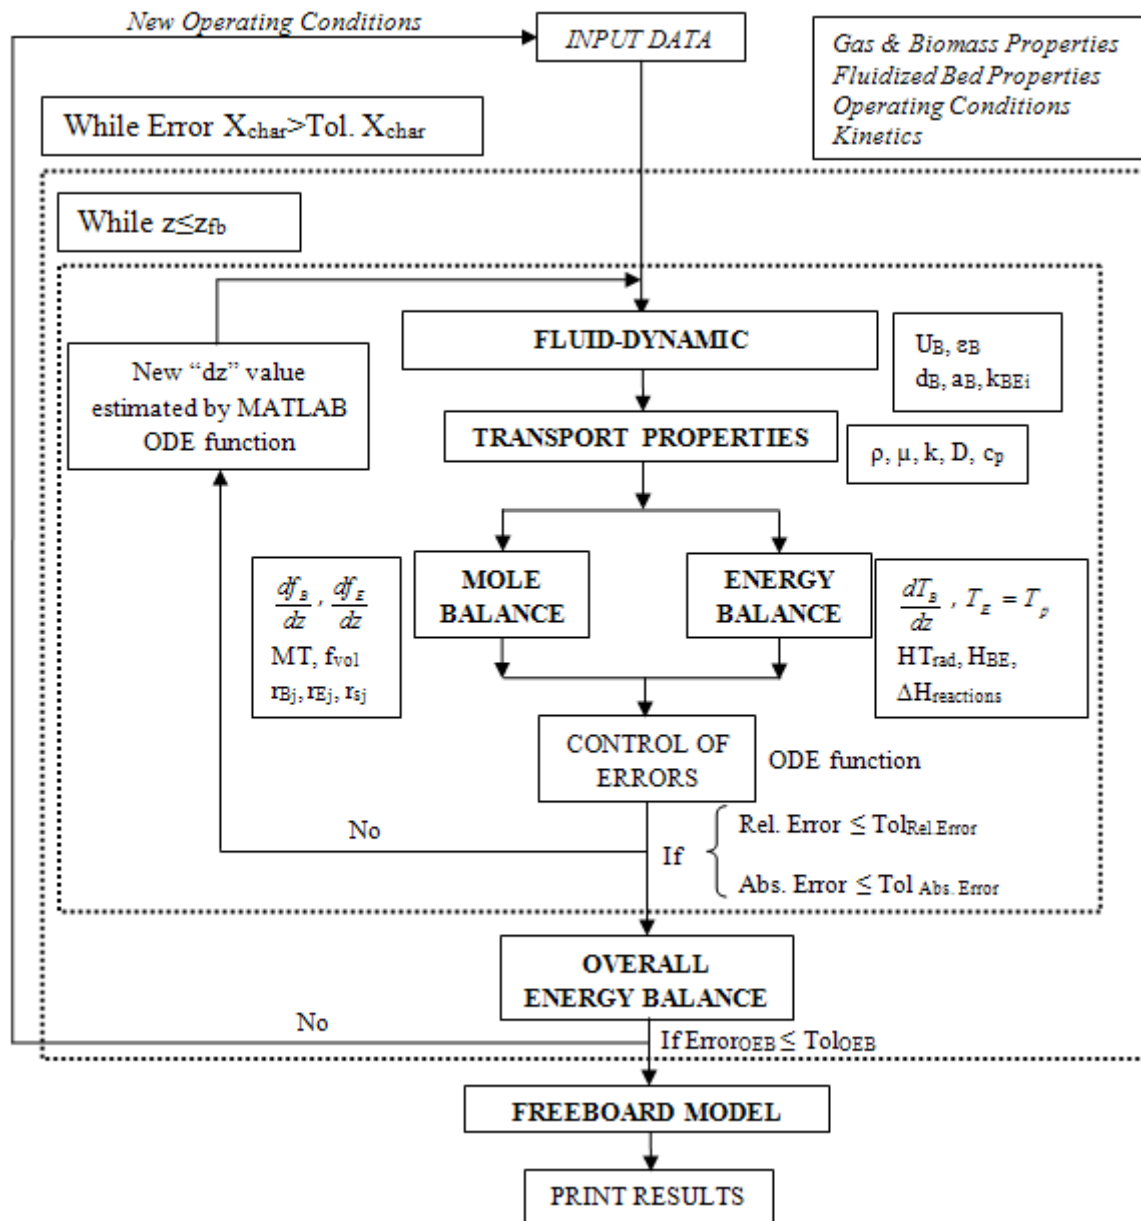 New Operating Conditions
INPUT DATA
Gas & Biomass Properties
Fluidized Bed Properties
Operating Conditions
Kinetics
While Error Xchar>Tol. Xchar
While z≤zfb
FLUID-DYNAMIC
UB, εB
dB, aB, kBEi
New “dz” value
estimated by MATLAB
ODE function
TRANSPORT PROPERTIES
ρ, μ, k, D, cp
MOLE
BALANCE
ENERGY
BALANCE
dfB/dz , dfE/dz
MT, fvol
rBj, rEj, rsj
dTB/dz , TE = Tp
HTrad, HBE,
ΔHreactions
CONTROL OF
ERRORS
ODE function
No
If
Rel. Error ≤ TolRel.Error
Abs. Error ≤ Tol Abs. Error
OVERALL
ENERGY BALANCE
No
If ErrorOEB ≤ TolOEB
FREEBOARD MODEL
PRINT RESULTS